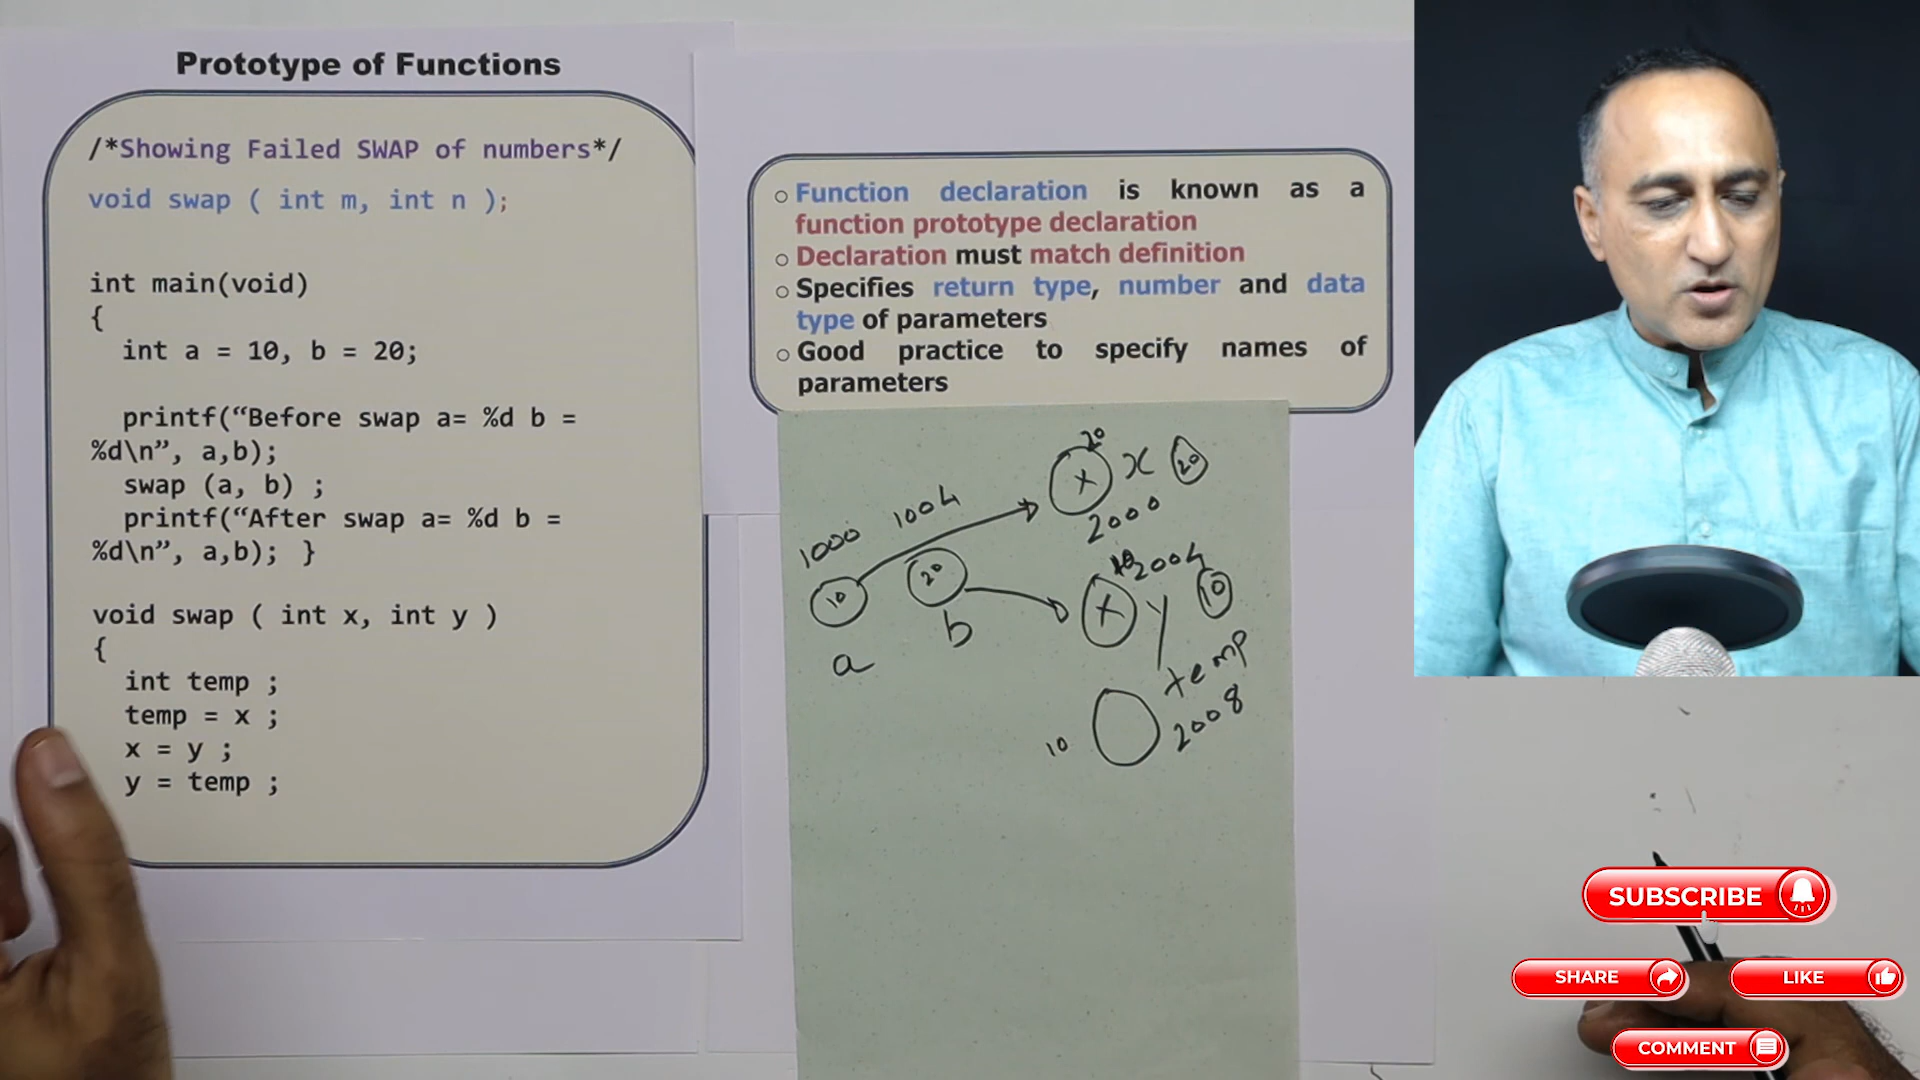 Prototype of Functions
/*Showing Failed SWAP of numbers*/
void swap ( int m, int n );
int main(void)
{
int a = 10, b = 20;
printf(“Before swap a= %d b =
%d\n”, a,b);
swap (a, b) ;
printf(“After swap a= %d b =
%d\n”, a,b); }
void swap ( int x, int y )
{
int temp ;
temp = x ;
x = y ;
y = temp ;
Function declaration is known as a
function prototype declaration
Declaration must match definition
Specifies return type, number and data
type of parameters
Good practice to specify names of
parameters
20
x 20
2000
1000 1004
10 20
a b
2004
y 10
temp
2008
10
SUBSCRIBE
SHARE
LIKE
COMMENT